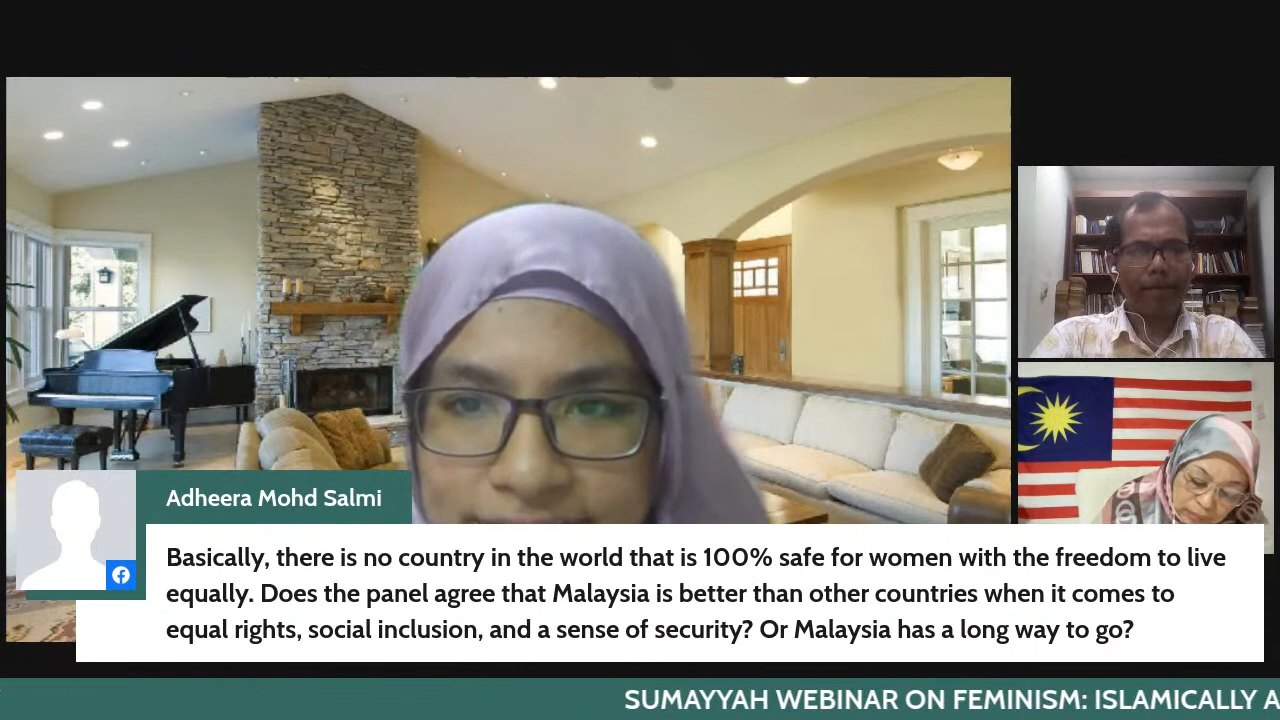 Adheera Mohd Salmi
Basically, there is no country in the world that is 100% safe for women with the freedom to live
equally. Does the panel agree that Malaysia is better than other countries when it comes to
equal rights, social inclusion, and a sense of security? Or Malaysia has a long way to go?
SUMAYYAH WEBINAR ON FEMINISM: ISLAMICALLY A